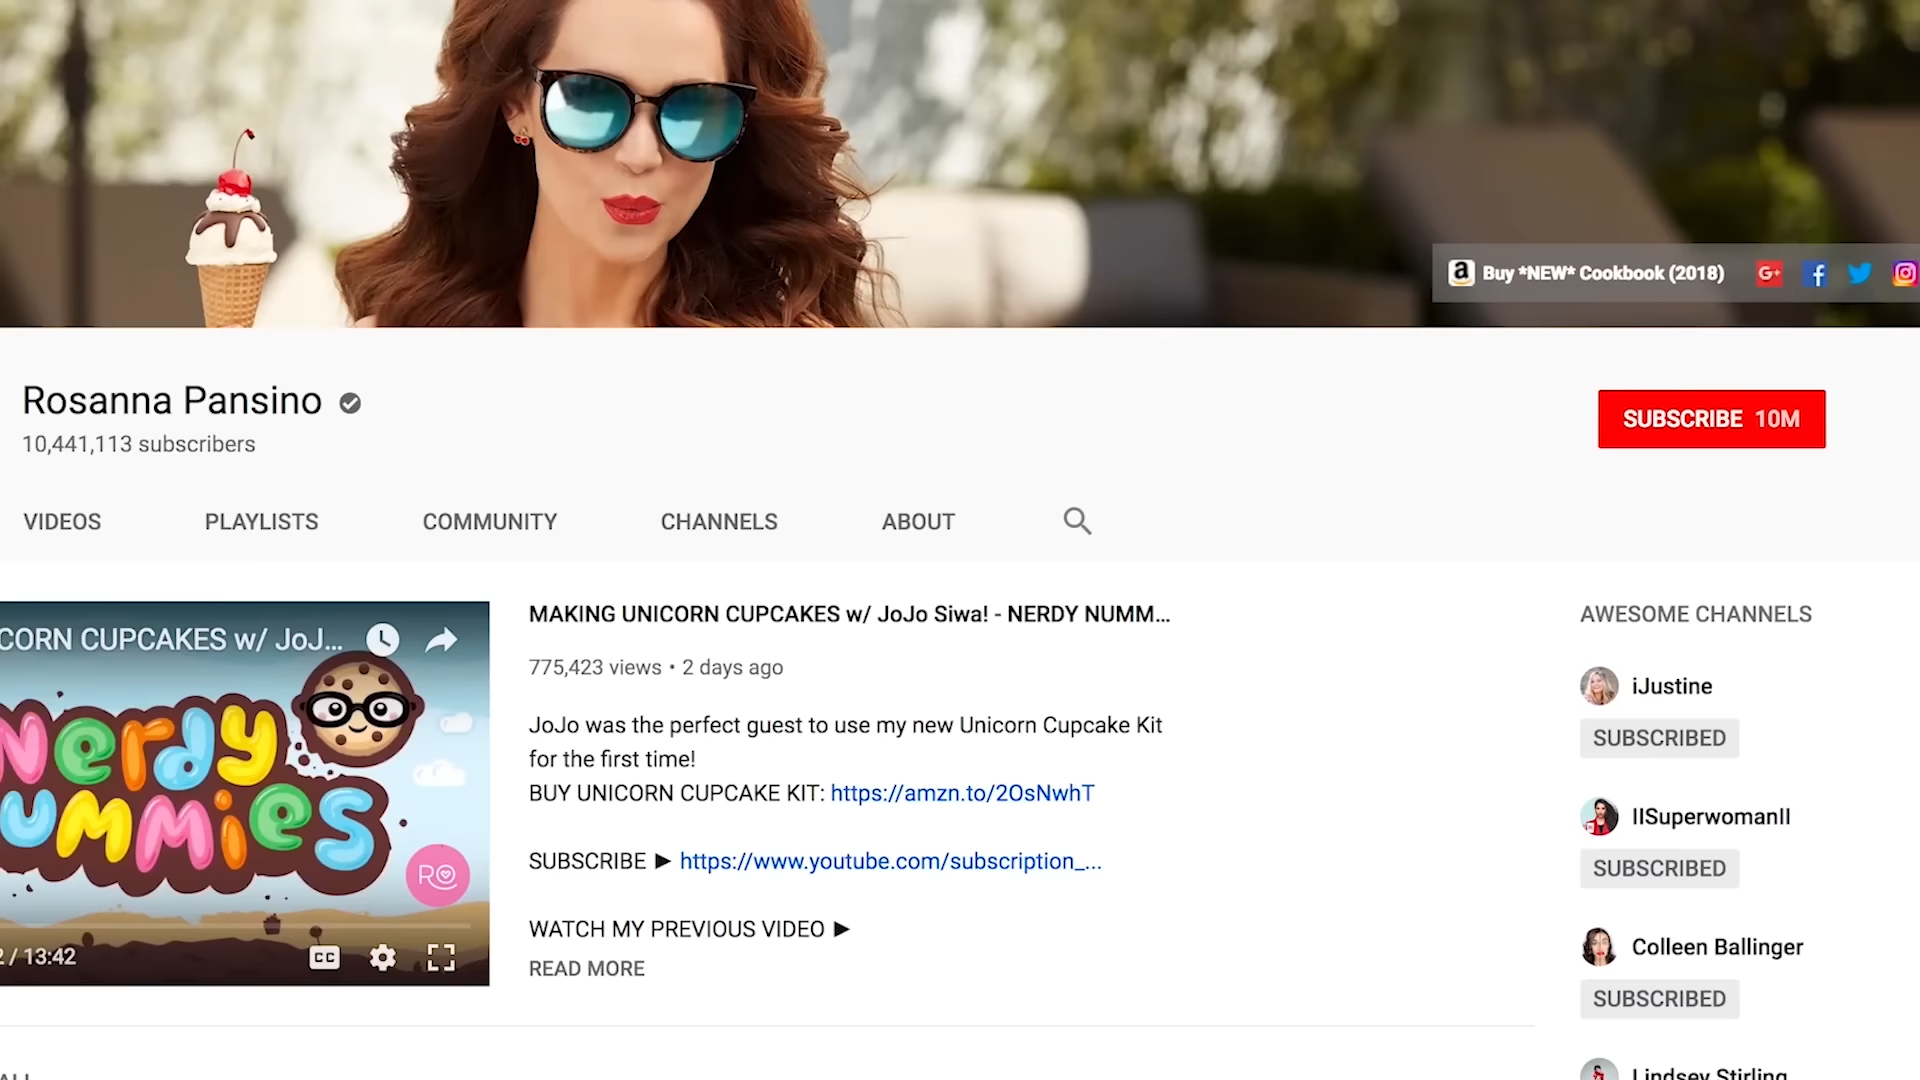 a Buy *NEW* Cookbook (2018) G+ f
Rosanna Pansino
10,441,113 subscribers
SUBSCRIBE 10M
VIDEOS PLAYLISTS COMMUNITY CHANNELS ABOUT
CORN CUPCAKES w/ JoJ...
Nerdy
UMMIES
RO
2 / 13:42
CC
MAKING UNICORN CUPCAKES w/ JoJo Siwa! - NERDY NUMM...
775,423 views • 2 days ago
JoJo was the perfect guest to use my new Unicorn Cupcake Kit
for the first time!
BUY UNICORN CUPCAKE KIT: https://amzn.to/2OsNwhT
SUBSCRIBE ► https://www.youtube.com/subscription_...
WATCH MY PREVIOUS VIDEO ►
READ MORE
AWESOME CHANNELS
iJustine
SUBSCRIBED
IISuperwomanII
SUBSCRIBED
Colleen Ballinger
SUBSCRIBED
Lindsey Stirling